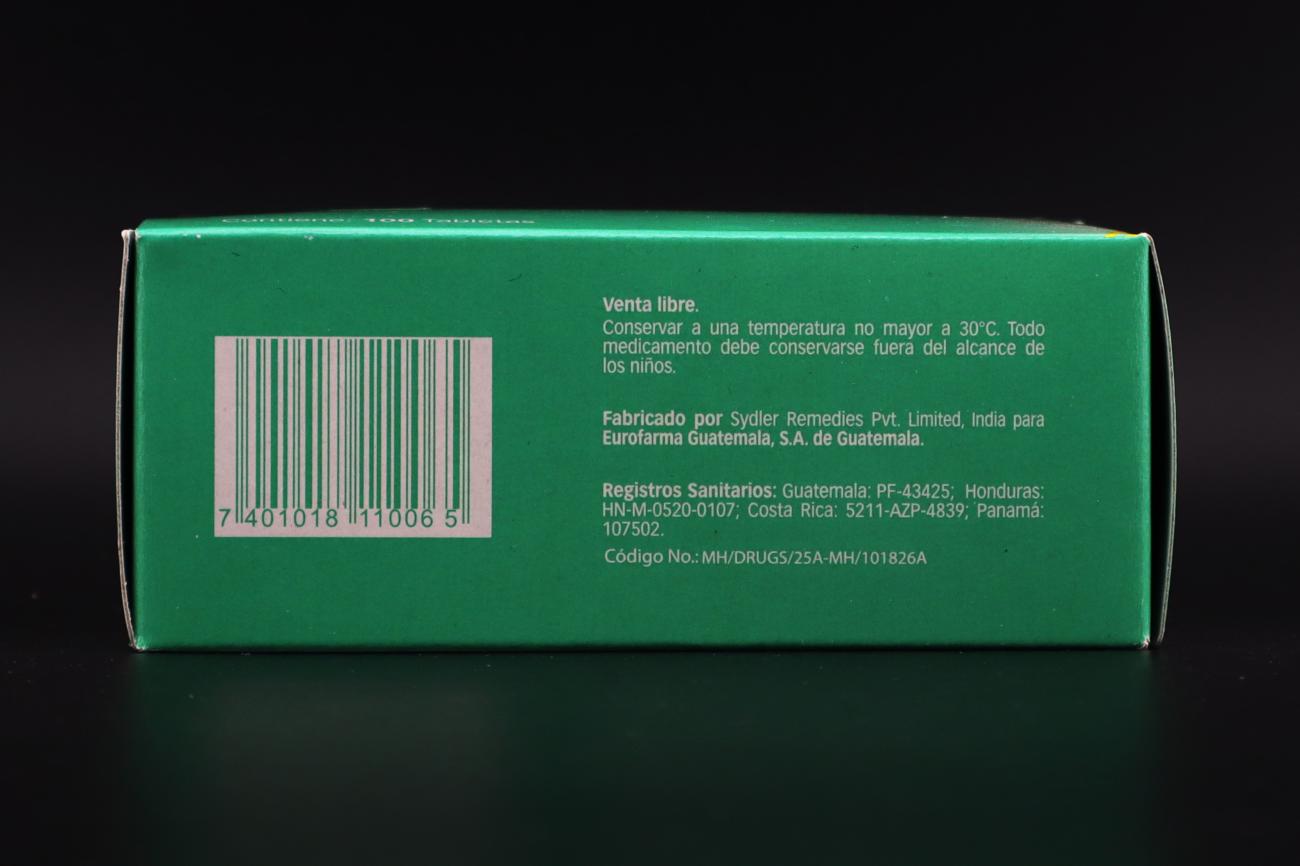 Contiene: 100 Tabletas
Venta libre.
Conservar a una temperatura no mayor a 30°C. Todo
medicamento debe conservarse fuera del alcance de
los niños.
Fabricado por Sydler Remedies Pvt. Limited, India para
Eurofarma Guatemala, S.A. de Guatemala.
Registros Sanitarios: Guatemala: PF-43425; Honduras:
HN-M-0520-0107; Costa Rica: 5211-AZP-4839; Panamá:
107502.
Código No.: MH/DRUGS/25A-MH/101826A
7 401018 11006 5